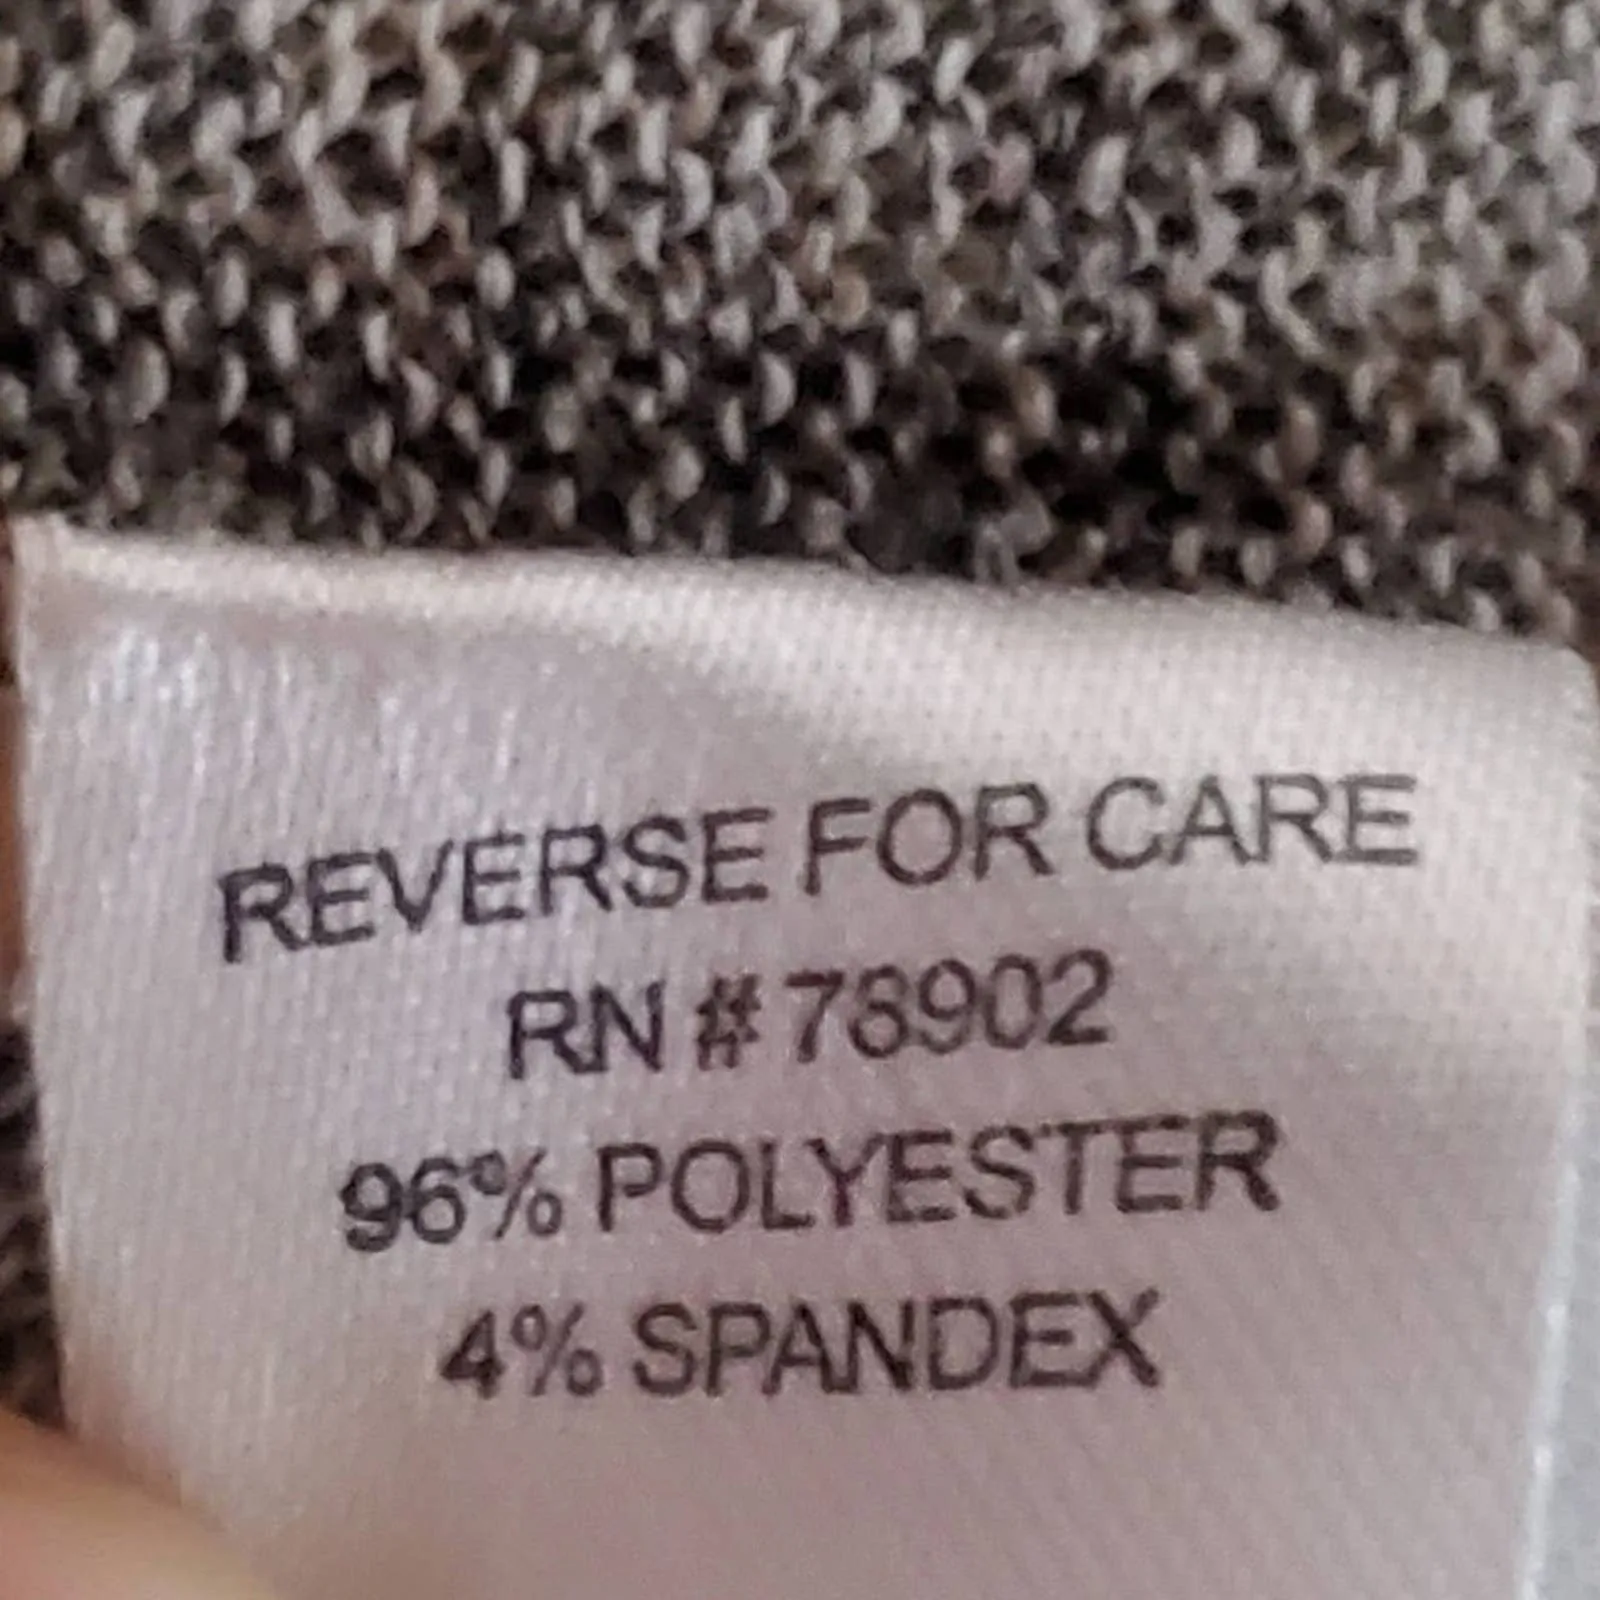 REVERSE FOR CARE
RN # 78902
96% POLYESTER
4% SPANDEX